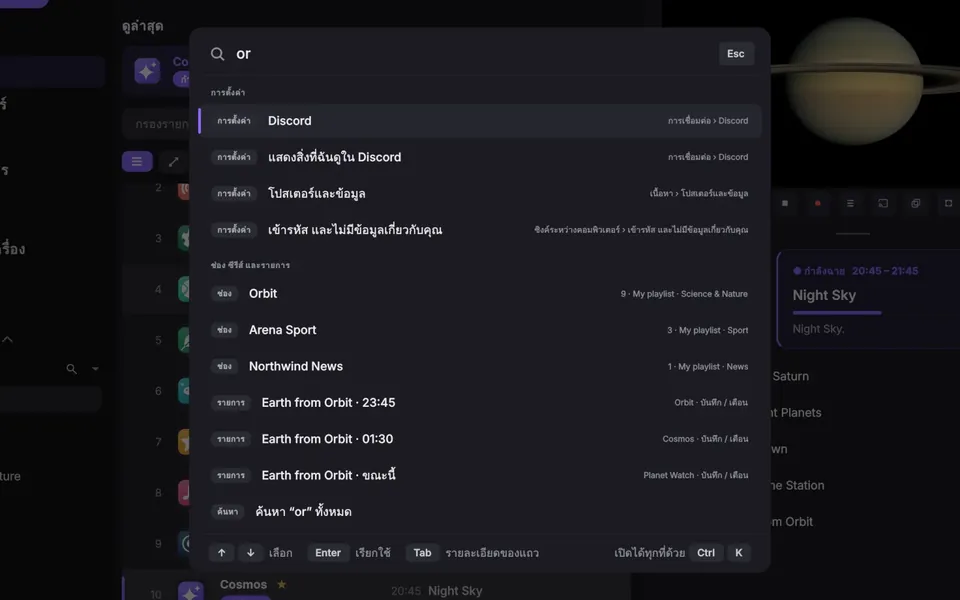 ดูล่าสุด
or
Esc
การตั้งค่า
การตั้งค่า Discord การเชื่อมต่อ › Discord
การตั้งค่า แสดงสิ่งที่ฉันดูใน Discord การเชื่อมต่อ › Discord
การตั้งค่า โปสเตอร์และข้อมูล เนื้อหา › โปสเตอร์และข้อมูล
การตั้งค่า เข้ารหัส และไม่มีข้อมูลเกี่ยวกับคุณ ซิงค์ระหว่างคอมพิวเตอร์ › เข้ารหัส และไม่มีข้อมูลเกี่ยวกับคุณ
ช่อง ซีรีส์ และรายการ
ช่อง Orbit 9 · My playlist · Science & Nature
ช่อง Arena Sport 3 · My playlist · Sport
ช่อง Northwind News 1 · My playlist · News
รายการ Earth from Orbit · 23:45 Orbit · บันทึก / เตือน
รายการ Earth from Orbit · 01:30 Cosmos · บันทึก / เตือน
รายการ Earth from Orbit · ขณะนี้ Planet Watch · บันทึก / เตือน
ค้นหา ค้นหา “or” ทั้งหมด
↑ ↓ เลือก Enter เรียกใช้ Tab รายละเอียดของแถว เปิดได้ทุกที่ด้วย Ctrl K
2
3
4
5
6
7
8
9
10 Cosmos ★ 20:45 Night Sky
กำลังฉาย 20:45 – 21:45
Night Sky
Night Sky.
Saturn
Planets
Station
Orbit